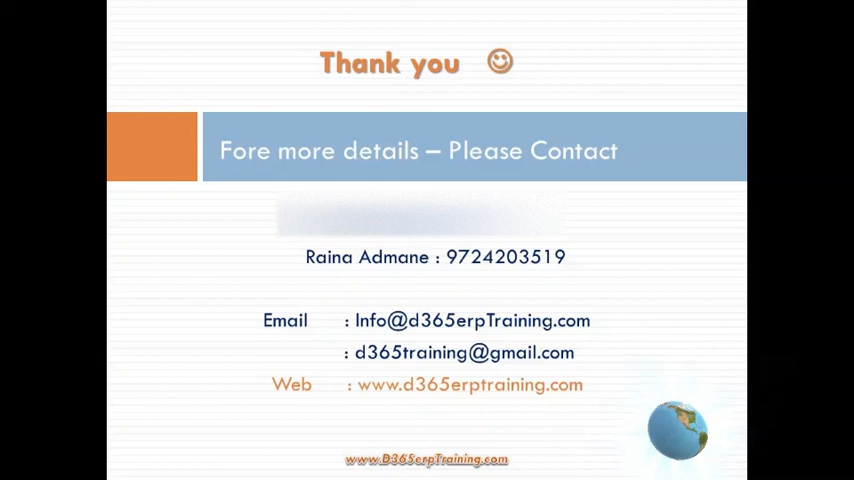 Thank you ☺
Fore more details – Please Contact
Raina Admane : 9724203519
Email : Info@d365erpTraining.com
: d365training@gmail.com
Web : www.d365erptraining.com
www.D365erpTraining.com